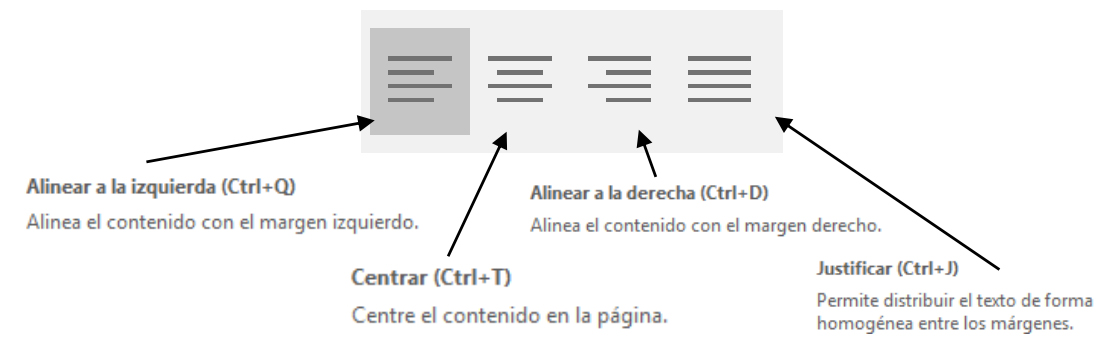 Alinear a la izquierda (Ctrl+Q)
Alinea el contenido con el margen izquierdo.
Centrar (Ctrl+T)
Centre el contenido en la página.
Alinear a la derecha (Ctrl+D)
Alinea el contenido con el margen derecho.
Justificar (Ctrl+J)
Permite distribuir el texto de forma
homogénea entre los márgenes.